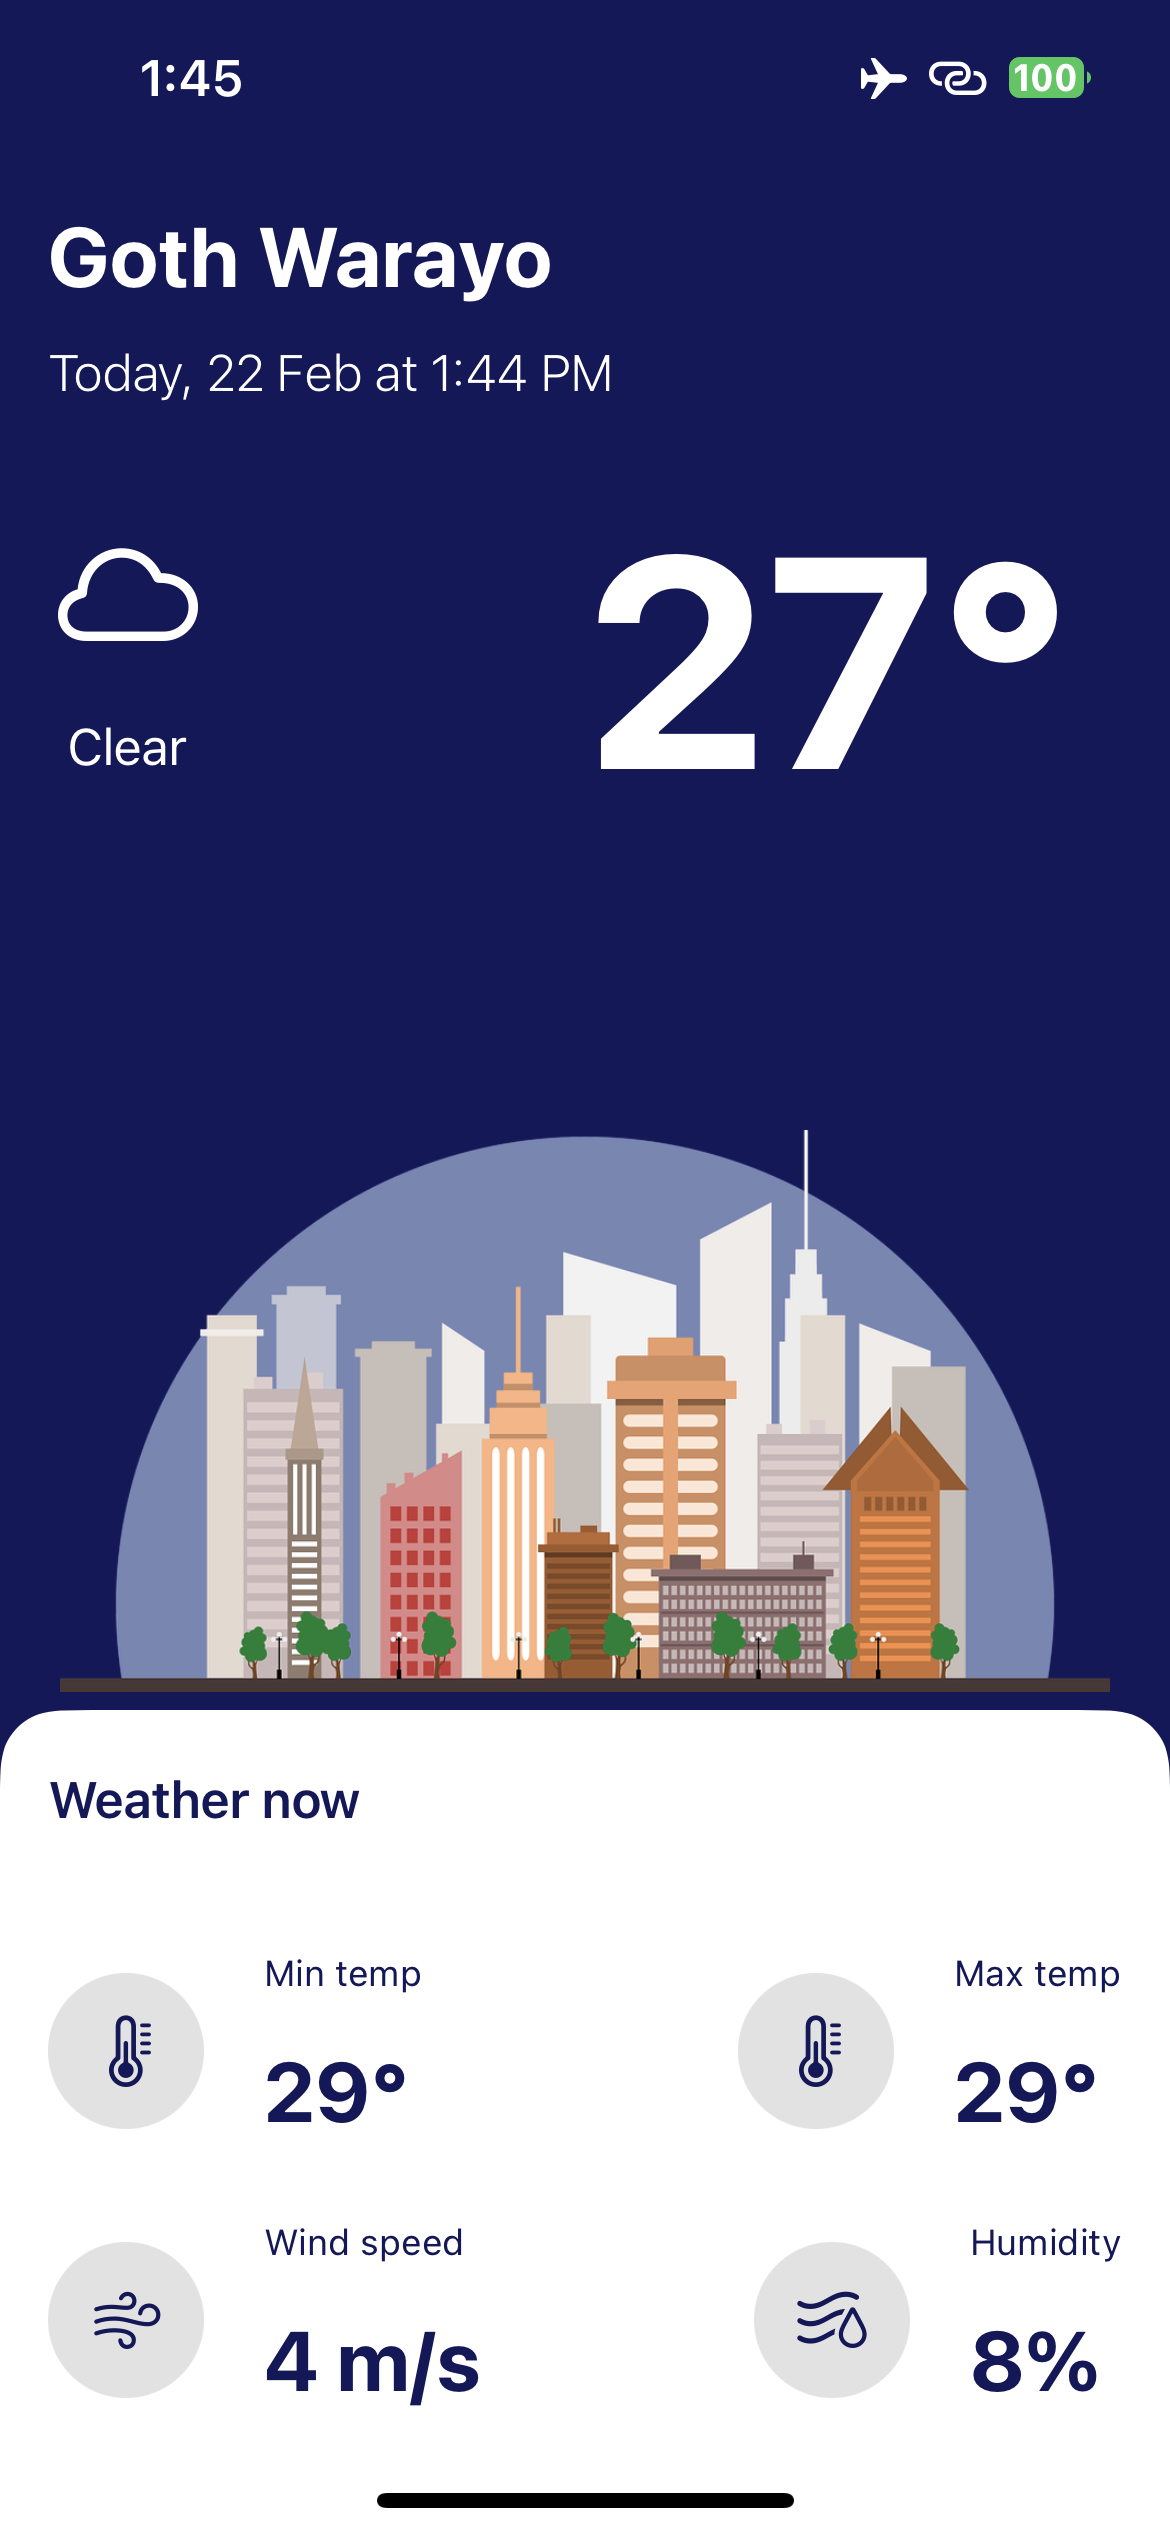 1:45
100
Goth Warayo
Today, 22 Feb at 1:44 PM
27°
Clear
Weather now
Min temp
29°
Max temp
29°
Wind speed
4 m/s
Humidity
8%